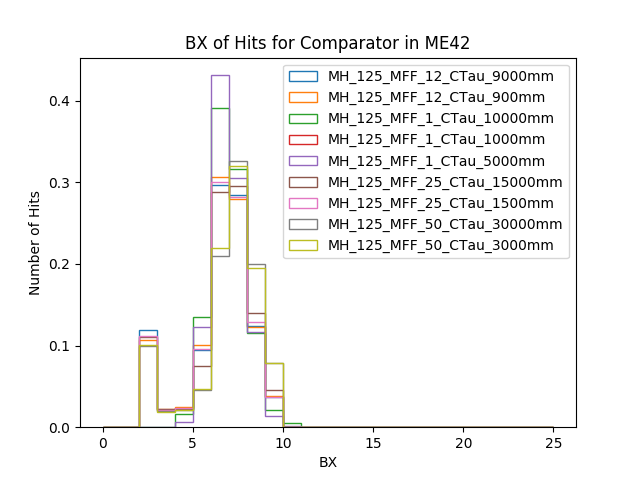 BX of Hits for Comparator in ME42
MH_125_MFF_12_CTau_9000mm
MH_125_MFF_12_CTau_900mm
MH_125_MFF_1_CTau_10000mm
MH_125_MFF_1_CTau_1000mm
MH_125_MFF_1_CTau_5000mm
MH_125_MFF_25_CTau_15000mm
MH_125_MFF_25_CTau_1500mm
MH_125_MFF_50_CTau_30000mm
MH_125_MFF_50_CTau_3000mm
Number of Hits
0.4
0.3
0.2
0.1
0.0
0 5 10 15 20 25
BX